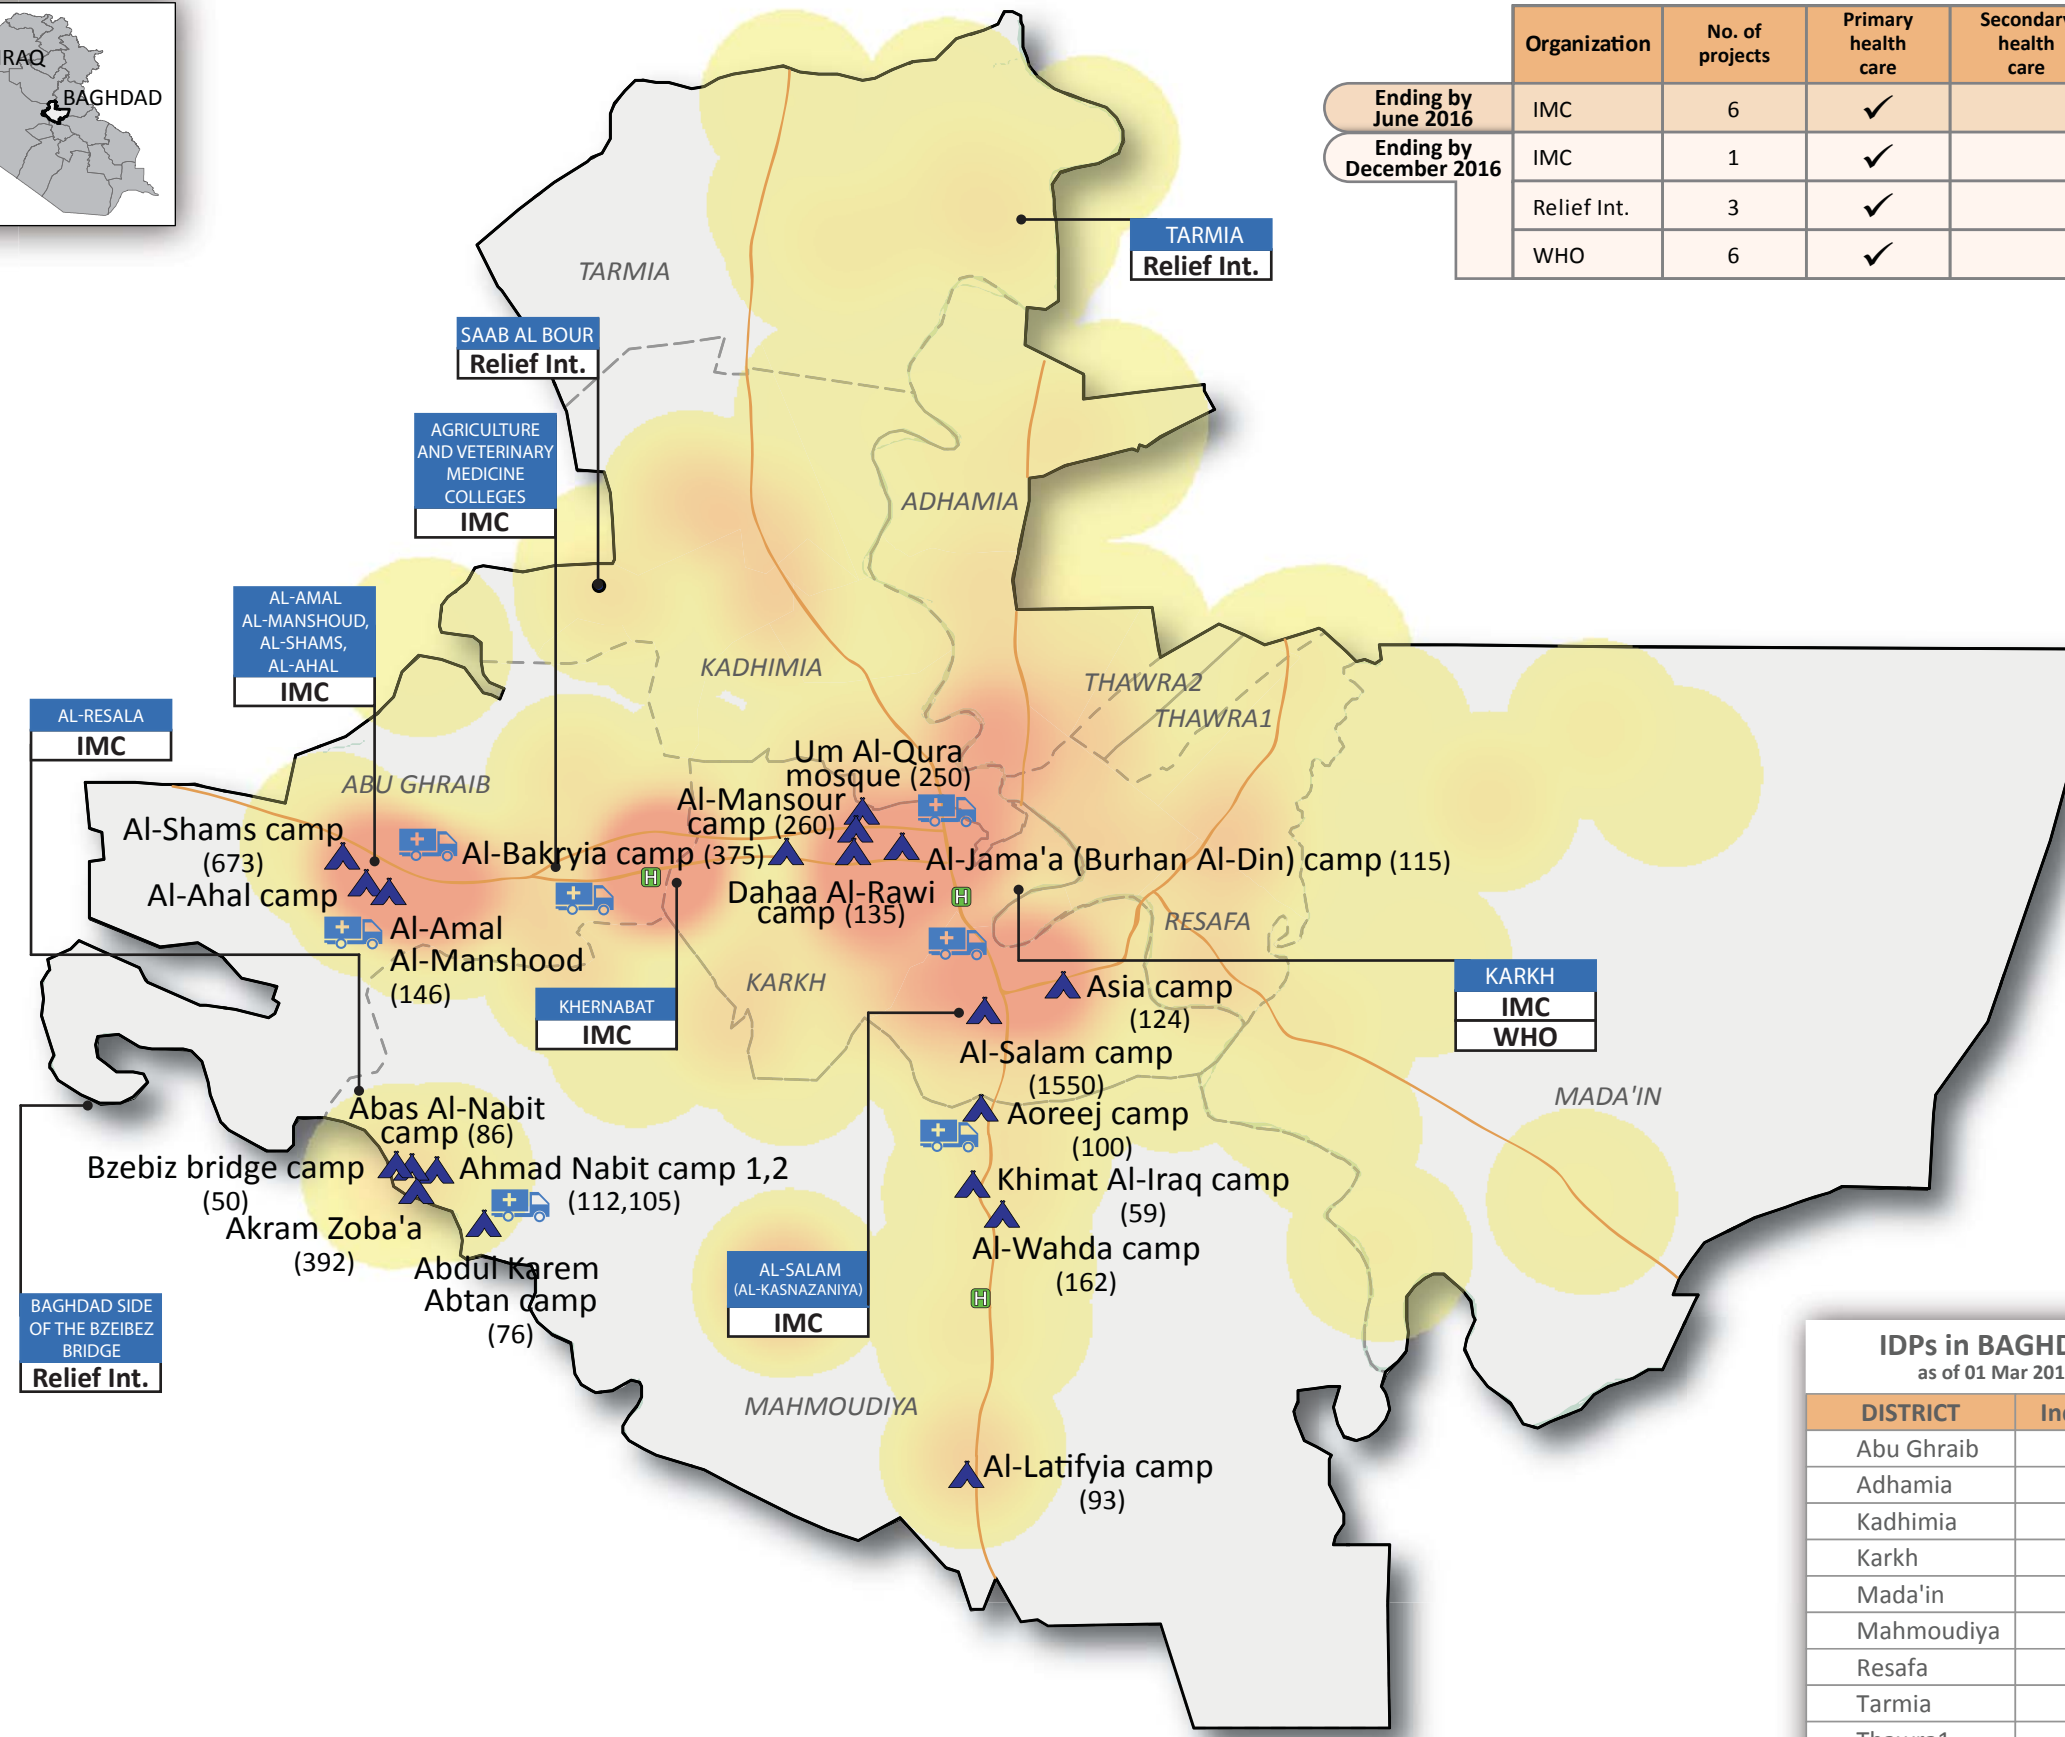 IRAQ
BAGHDAD
Organization
No. of
projects
Primary
health
care
Secondary
health
care
Ending by
June 2016
IMC
6
✓
Ending by
December 2016
IMC
1
✓
Relief Int.
3
✓
WHO
6
✓
TARMIA
Relief Int.
TARMIA
SAAB AL BOUR
Relief Int.
AGRICULTURE
AND VETERINARY
MEDICINE
COLLEGES
IMC
ADHAMIA
AL-AMAL
AL-MANSHOUD,
AL-SHAMS,
AL-AHAL
IMC
KADHIMIA
THAWRA2
THAWRA1
AL-RESALA
IMC
ABU GHRAIB
Um Al-Qura
mosque (250)
Al-Mansour
camp (260)
Al-Shams camp
(673)
Al-Bakryia camp (375)
Al-Jama'a (Burhan Al-Din) camp (115)
Al-Ahal camp
Dahaa Al-Rawi
camp (135)
Al-Amal
Al-Manshood
(146)
RESAFA
KARKH
KHERNABAT
IMC
Asia camp
(124)
KARKH
IMC
WHO
Al-Salam camp
(1550)
MADA'IN
Abas Al-Nabit
camp (86)
Aoreej camp
(100)
Bzebiz bridge camp
(50)
Ahmad Nabit camp 1,2
(112,105)
Khimat Al-Iraq camp
(59)
Akram Zoba'a
(392)
Abdul Karem
Abtan camp
(76)
Al-Wahda camp
(162)
AL-SALAM
(AL-KASNAZANIYA)
IMC
BAGHDAD SIDE
OF THE BZEIBEZ
BRIDGE
Relief Int.
MAHMOUDIYA
Al-Latifyia camp
(93)
IDPs in BAGHD
as of 01 Mar 201
DISTRICT
Abu Ghraib
Adhamia
Kadhimia
Karkh
Mada'in
Mahmoudiya
Resafa
Tarmia
Thawra1